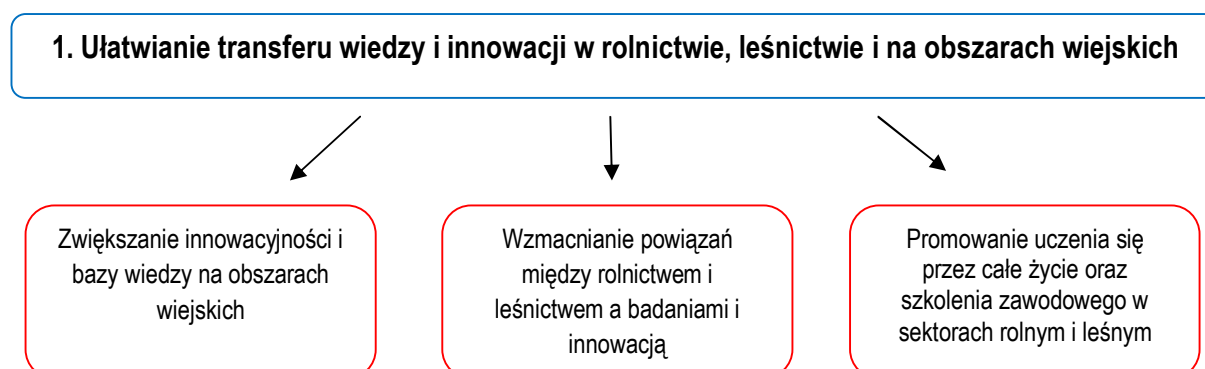 1. Ułatwianie transferu wiedzy i innowacji w rolnictwie, leśnictwie i na obszarach wiejskich
Zwiększanie innowacyjności i
bazy wiedzy na obszarach
wiejskich
Wzmacnianie powiązań
między rolnictwem i
leśnictwem a badaniami i
innowacją
Promowanie uczenia się
przez całe życie oraz
szkolenia zawodowego w
sektorach rolnym i leśnym